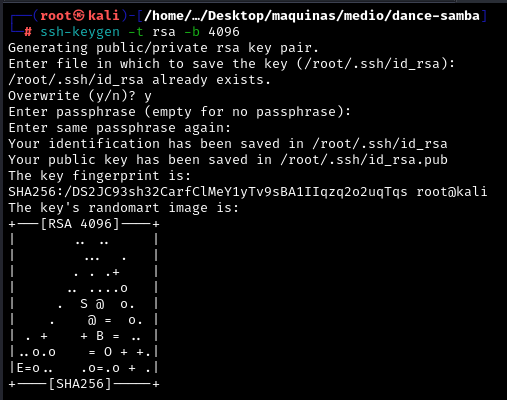 ┌──(root㉿kali)-[/home/…/Desktop/maquinas/medio/dance-samba]
└─# ssh-keygen -t rsa -b 4096
Generating public/private rsa key pair.
Enter file in which to save the key (/root/.ssh/id_rsa):
/root/.ssh/id_rsa already exists.
Overwrite (y/n)? y
Enter passphrase (empty for no passphrase):
Enter same passphrase again:
Your identification has been saved in /root/.ssh/id_rsa
Your public key has been saved in /root/.ssh/id_rsa.pub
The key fingerprint is:
SHA256:/DS2JC93sh32CarfClMeY1yTv9sBA1IIqzq2o2uqTqs root@kali
The key's randomart image is:
+---[RSA 4096]----+
|       .. ..     |
|        ...  .   |
|       . . .+    |
|      .. ....o   |
|     .  S @  o.  |
|    .    @ =  o. |
| . +    + B = .. |
|..o.o    = O + +.|
|E=o..   .o=.o + .|
+----[SHA256]-----+